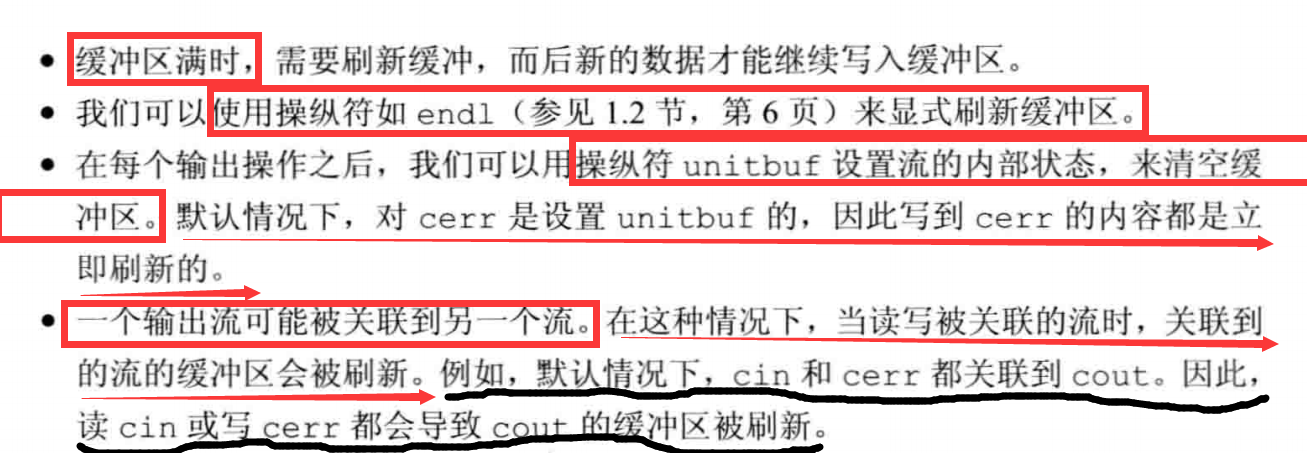 • 缓冲区满时，需要刷新缓冲，而后新的数据才能继续写入缓冲区。
• 我们可以使用操纵符如 endl（参见 1.2 节，第 6 页）来显式刷新缓冲区。
• 在每个输出操作之后，我们可以用操纵符 unitbuf 设置流的内部状态，来清空缓
冲区。默认情况下，对 cerr 是设置 unitbuf 的，因此写到 cerr 的内容都是立
即刷新的。
• 一个输出流可能被关联到另一个流。在这种情况下，当读写被关联的流时，关联到
的流的缓冲区会被刷新。例如，默认情况下，cin 和 cerr 都关联到 cout。因此，
读 cin 或写 cerr 都会导致 cout 的缓冲区被刷新。